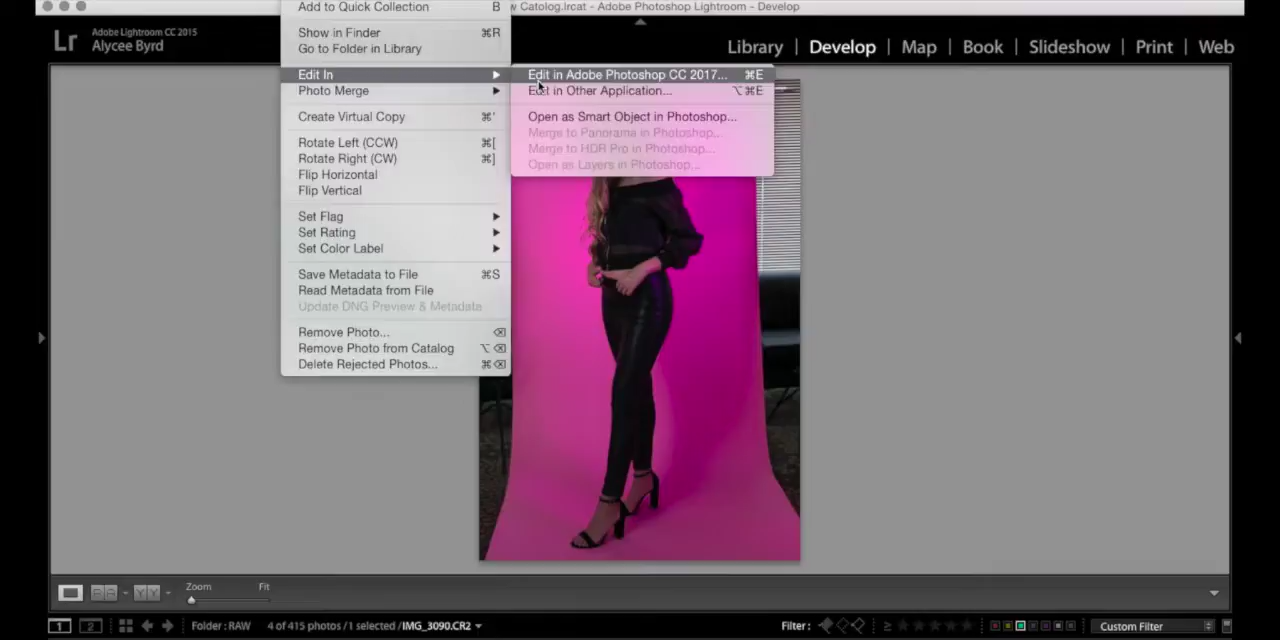 Add to Quick Collection B
w Catolog.lrcat - Adobe Photoshop Lightroom - Develop
Lr
Adobe Lightroom CC 2015
Alycee Byrd
Library | Develop | Map | Book | Slideshow | Print | Web
Show in Finder ⌘R
Go to Folder in Library
Edit In
Photo Merge
Create Virtual Copy ⌘'
Rotate Left (CCW) ⌘[
Rotate Right (CW) ⌘]
Flip Horizontal
Flip Vertical
Set Flag
Set Rating
Set Color Label
Save Metadata to File ⌘S
Read Metadata from File
Update DNG Preview & Metadata
Remove Photo... ⌫
Remove Photo from Catalog ⌥⌫
Delete Rejected Photos... ⌘⌫
Edit in Adobe Photoshop CC 2017... ⌘E
Edit in Other Application... ⌥⌘E
Open as Smart Object in Photoshop...
Merge to Panorama in Photoshop...
Merge to HDR Pro in Photoshop...
Open as Layers in Photoshop...
Zoom Fit
1 2 Folder : RAW 4 of 415 photos / 1 selected / IMG_3090.CR2 Filter : ≥ Custom Filter